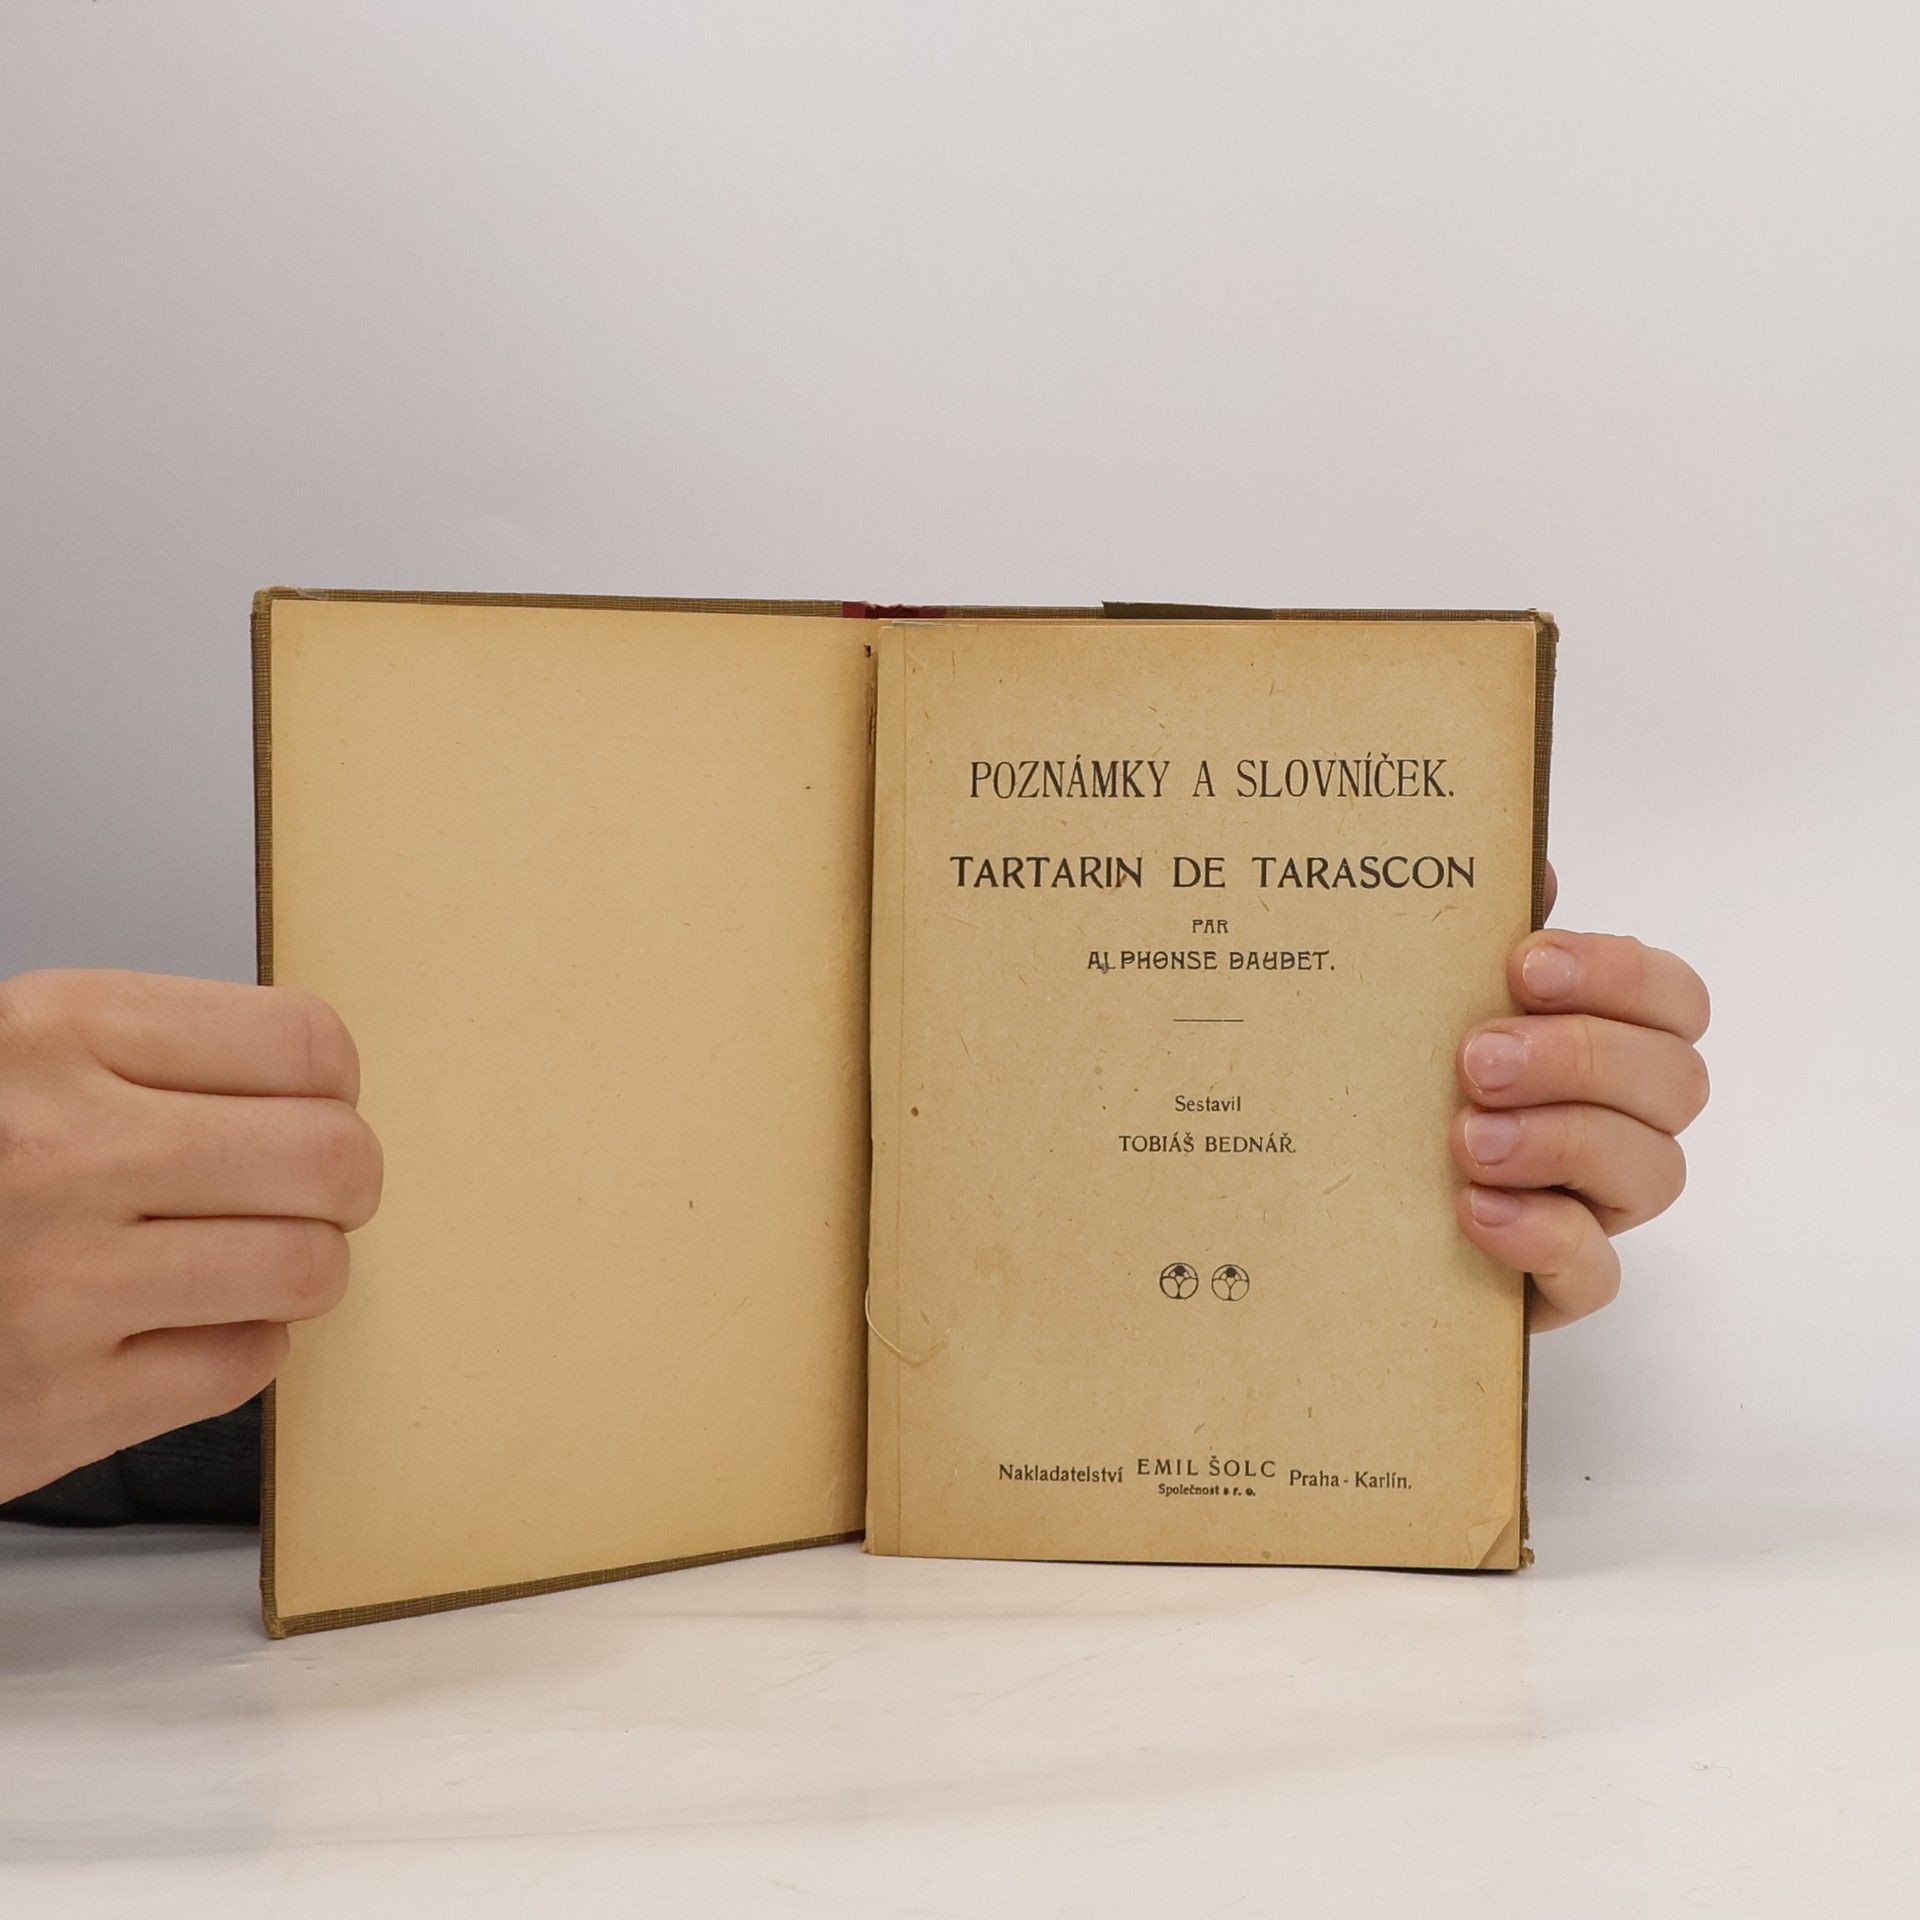 POZNÁMKY A SLOVNÍČEK.
TARTARIN DE TARASCON
PAR
ALPHONSE DAUDET.
Sestavil
TOBIÁŠ BEDNÁŘ.
Nakladatelství EMIL ŠOLC Praha - Karlín.
Společnost s r. o.